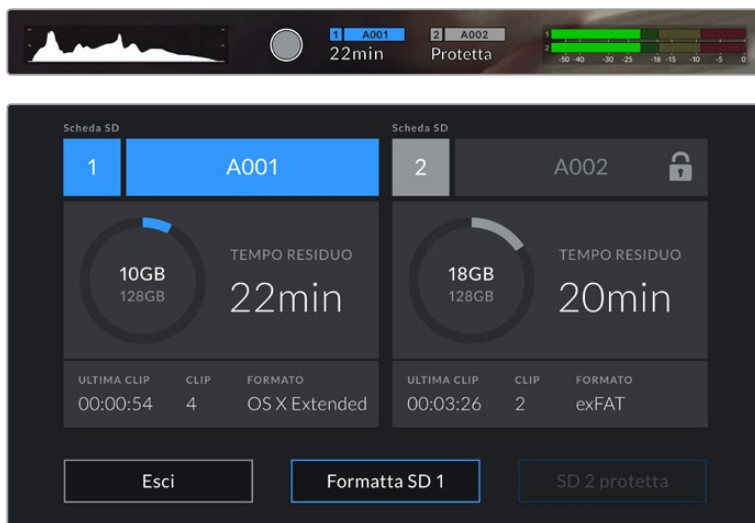 1 A001 2 A002
22min Protetta
1
2
-50 -40 -30 -25 -18 -15 -10 -5 0
Scheda SD Scheda SD
1 A001 2 A002
10GB TEMPO RESIDUO 18GB TEMPO RESIDUO
128GB 22min 128GB 20min
ULTIMA CLIP CLIP FORMATO ULTIMA CLIP CLIP FORMATO
00:00:54 4 OS X Extended 00:03:26 2 exFAT
Esci Formatta SD 1 SD 2 protetta